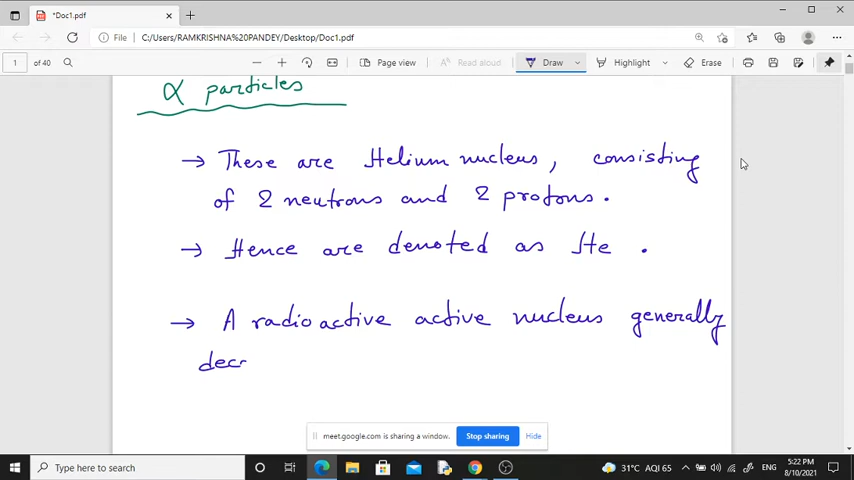 *Doc1.pdf
File C:/Users/RAMKRISHNA%20PANDEY/Desktop/Doc1.pdf
1 of 40 Page view Read aloud Draw Highlight Erase
α particles
→ These are Helium nucleus, consisting
of 2 neutrons and 2 protons.
→ Hence are denoted as He .
→ A radioactive active nucleus generally
deca
meet.google.com is sharing a window. Stop sharing Hide
Type here to search 31°C AQI 65 ENG 5:22 PM
8/10/2021